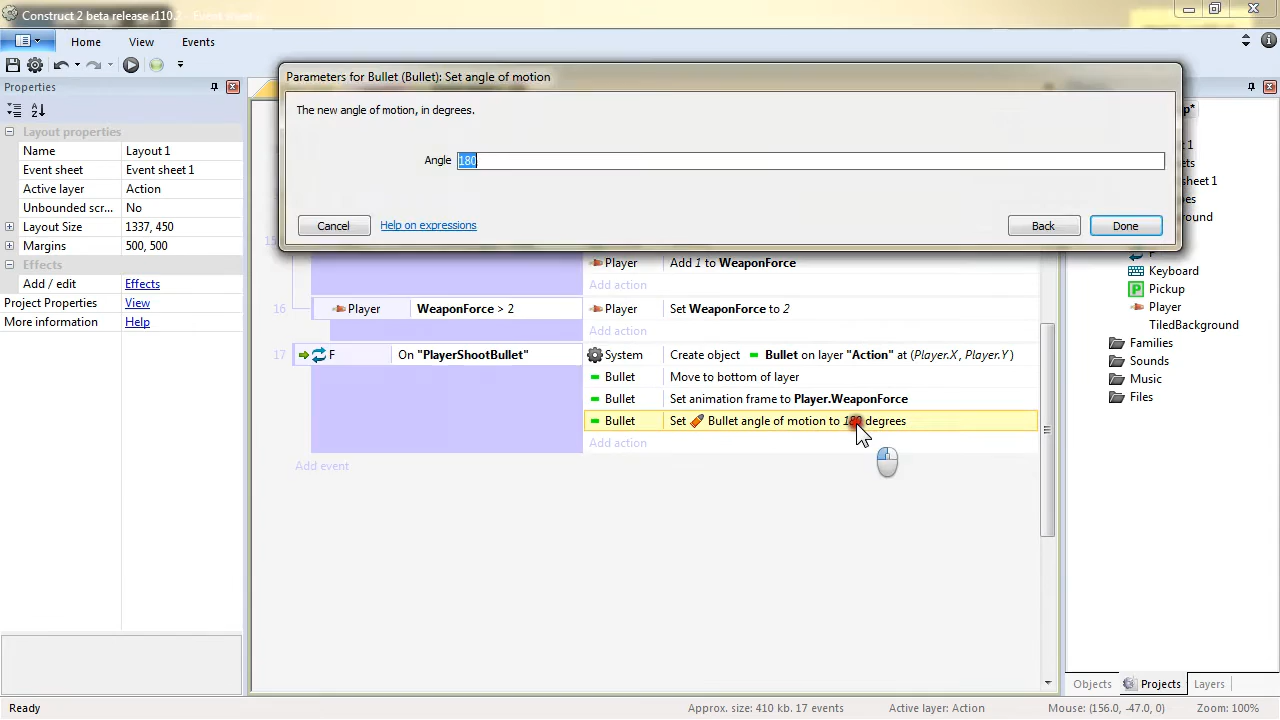 Construct 2 beta release r110.2 - Event sheet
Home View Events
Properties
Parameters for Bullet (Bullet): Set angle of motion
The new angle of motion, in degrees.
Angle 180
Cancel Help on expressions Back Done
Layout properties
Name Layout 1
Event sheet Event sheet 1
Active layer Action
Unbounded scr... No
Layout Size 1337, 450
Margins 500, 500
Effects
Add / edit Effects
Project Properties View
More information Help
Player Add 1 to WeaponForce
Add action
16 Player WeaponForce > 2 Player Set WeaponForce to 2
Add action
17 F On "PlayerShootBullet" System Create object Bullet on layer "Action" at (Player.X, Player.Y)
Bullet Move to bottom of layer
Bullet Set animation frame to Player.WeaponForce
Bullet Set Bullet angle of motion to degrees
Add action
Add event
p*
sheet 1
F
Keyboard
Pickup
Player
TiledBackground
Families
Sounds
Music
Files
Objects Projects Layers
Ready Approx. size: 410 kb. 17 events Active layer: Action Mouse: (156.0, -47.0, 0) Zoom: 100%